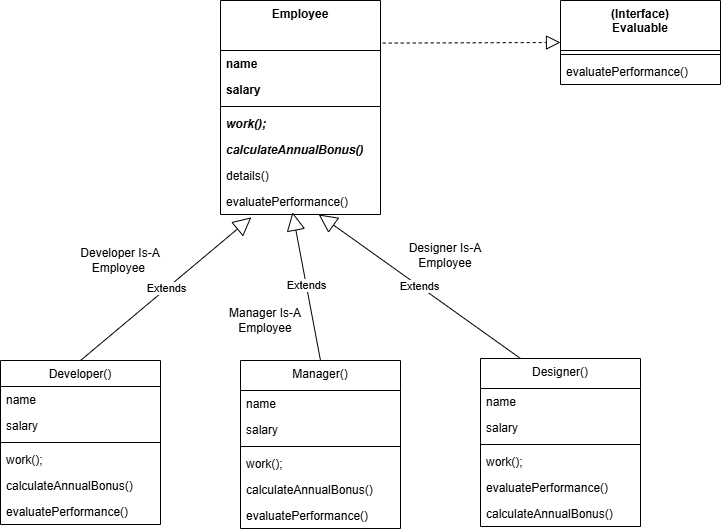 Employee
(Interface)
Evaluable
name
salary
evaluatePerformance()
work();
calculateAnnualBonus()
details()
evaluatePerformance()
Developer Is-A
Employee
Extends
Manager Is-A
Employee
Extends
Designer Is-A
Employee
Extends
Developer()
name
salary
work();
calculateAnnualBonus()
evaluatePerformance()
Manager()
name
salary
work();
calculateAnnualBonus()
evaluatePerformance()
Designer()
name
salary
work();
evaluatePerformance()
calculateAnnualBonus()